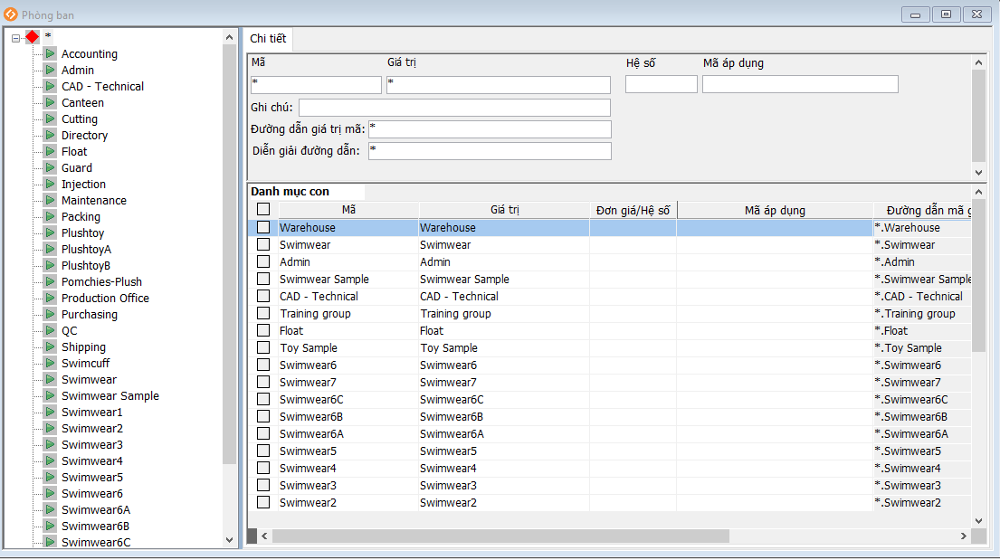 Phòng ban
*
Accounting
Admin
CAD - Technical
Canteen
Cutting
Directory
Float
Guard
Injection
Maintenance
Packing
Plushtoy
PlushtoyA
PlushtoyB
Pomchies-Plush
Production Office
Purchasing
QC
Shipping
Swimcuff
Swimwear
Swimwear Sample
Swimwear1
Swimwear2
Swimwear3
Swimwear4
Swimwear5
Swimwear6
Swimwear6A
Swimwear6B
Swimwear6C
Chi tiết
Mã Giá trị Hệ số Mã áp dụng
* *
Ghi chú:
Đường dẫn giá trị mã: *
Diễn giải đường dẫn: *
Danh mục con
Mã Giá trị Đơn giá/Hệ số Mã áp dụng Đường dẫn mã g
Warehouse Warehouse *.Warehouse
Swimwear Swimwear *.Swimwear
Admin Admin *.Admin
Swimwear Sample Swimwear Sample *.Swimwear Sample
CAD - Technical CAD - Technical *.CAD - Technical
Training group Training group *.Training group
Float Float *.Float
Toy Sample Toy Sample *.Toy Sample
Swimwear6 Swimwear6 *.Swimwear6
Swimwear7 Swimwear7 *.Swimwear7
Swimwear6C Swimwear6C *.Swimwear6C
Swimwear6B Swimwear6B *.Swimwear6B
Swimwear6A Swimwear6A *.Swimwear6A
Swimwear5 Swimwear5 *.Swimwear5
Swimwear4 Swimwear4 *.Swimwear4
Swimwear3 Swimwear3 *.Swimwear3
Swimwear2 Swimwear2 *.Swimwear2